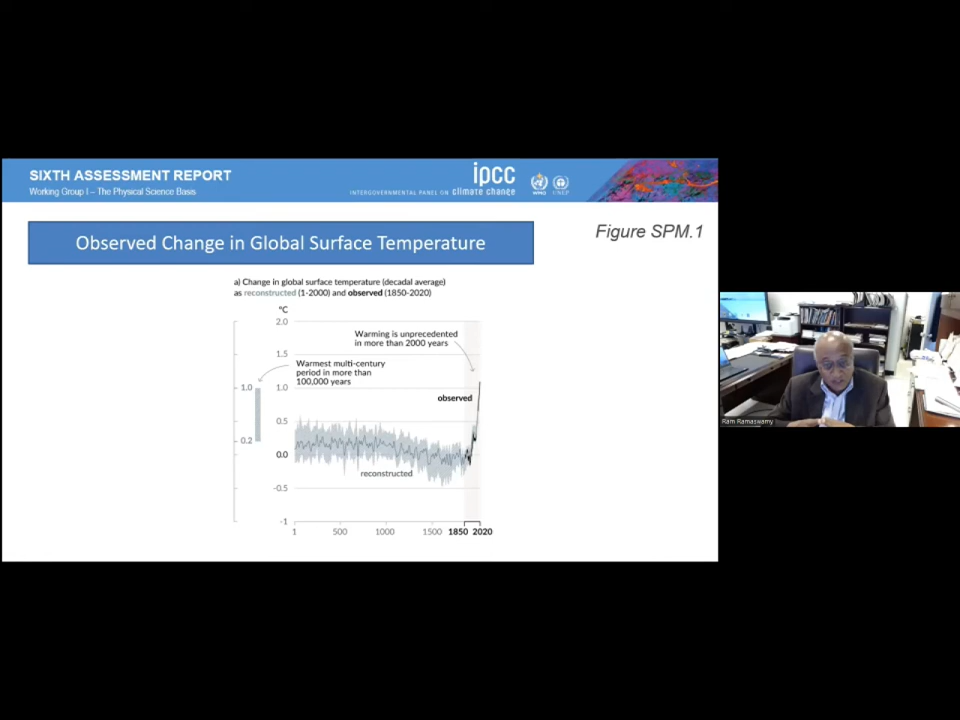 SIXTH ASSESSMENT REPORT
Working Group I – The Physical Science Basis
ipcc
INTERGOVERNMENTAL PANEL ON climate change
WMO
UNEP
Observed Change in Global Surface Temperature
Figure SPM.1
a) Change in global surface temperature (decadal average)
as reconstructed (1-2000) and observed (1850-2020)
°C
2.0
Warming is unprecedented
in more than 2000 years
1.5
Warmest multi-century
period in more than
100,000 years
1.0
1.0
observed
0.5
0.2
0.0
reconstructed
-0.5
-1
1
500
1000
1500
1850
2020
Ram Ramaswamy